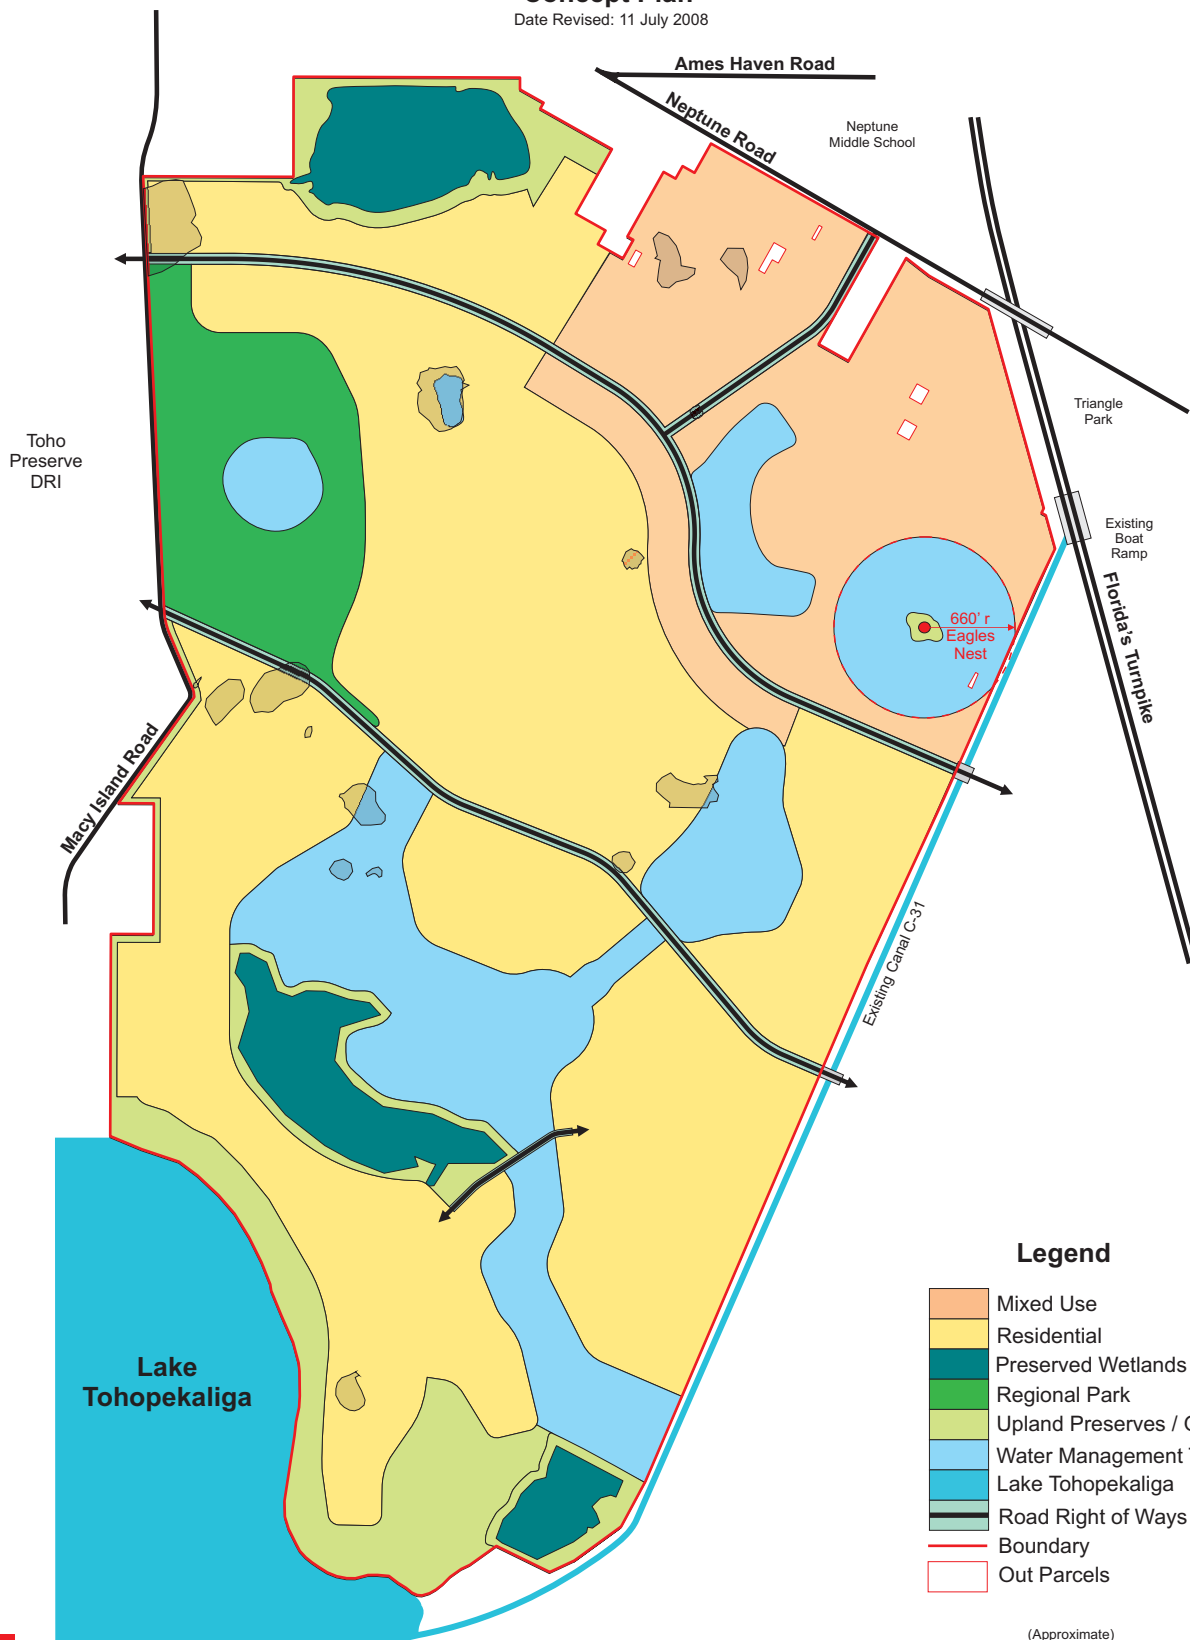 Concept Plan
Date Revised: 11 July 2008
Ames Haven Road
Neptune Road
Neptune
Middle School
Toho
Preserve
DRI
Triangle
Park
Existing
Boat
Ramp
Florida's Turnpike
660' r
Eagles
Nest
Macy Island Road
Existing Canal C-31
Lake
Tohopekaliga
Legend
Mixed Use
Residential
Preserved Wetlands
Regional Park
Upland Preserves /
Water Management
Lake Tohopekaliga
Road Right of Ways
Boundary
Out Parcels
(Approximate)